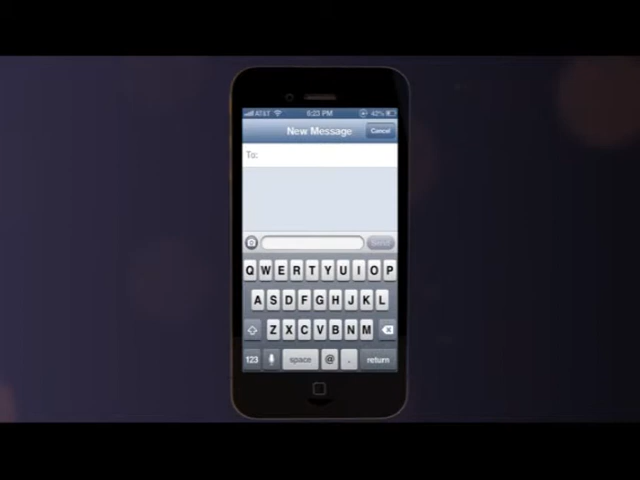 AT&T 5:23 PM 42%
New Message Cancel
To:
Send
Q W E R T Y U I O P
A S D F G H J K L
Z X C V B N M
123 space @ . return